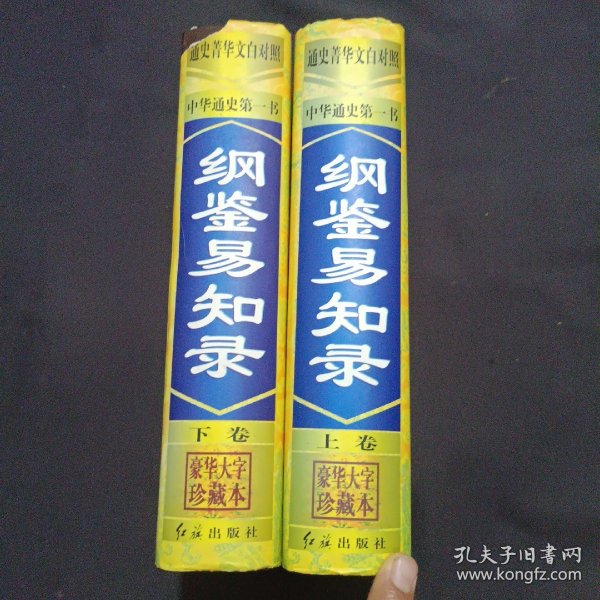 通史菁华文白对照
中华通史第一书
纲鉴易知录
下卷
豪华大字
珍藏本
红旗出版社
通史菁华文白对照
中华通史第一书
纲鉴易知录
上卷
豪华大字
珍藏本
红旗出版社
孔夫子旧书网
www.kongfz.com